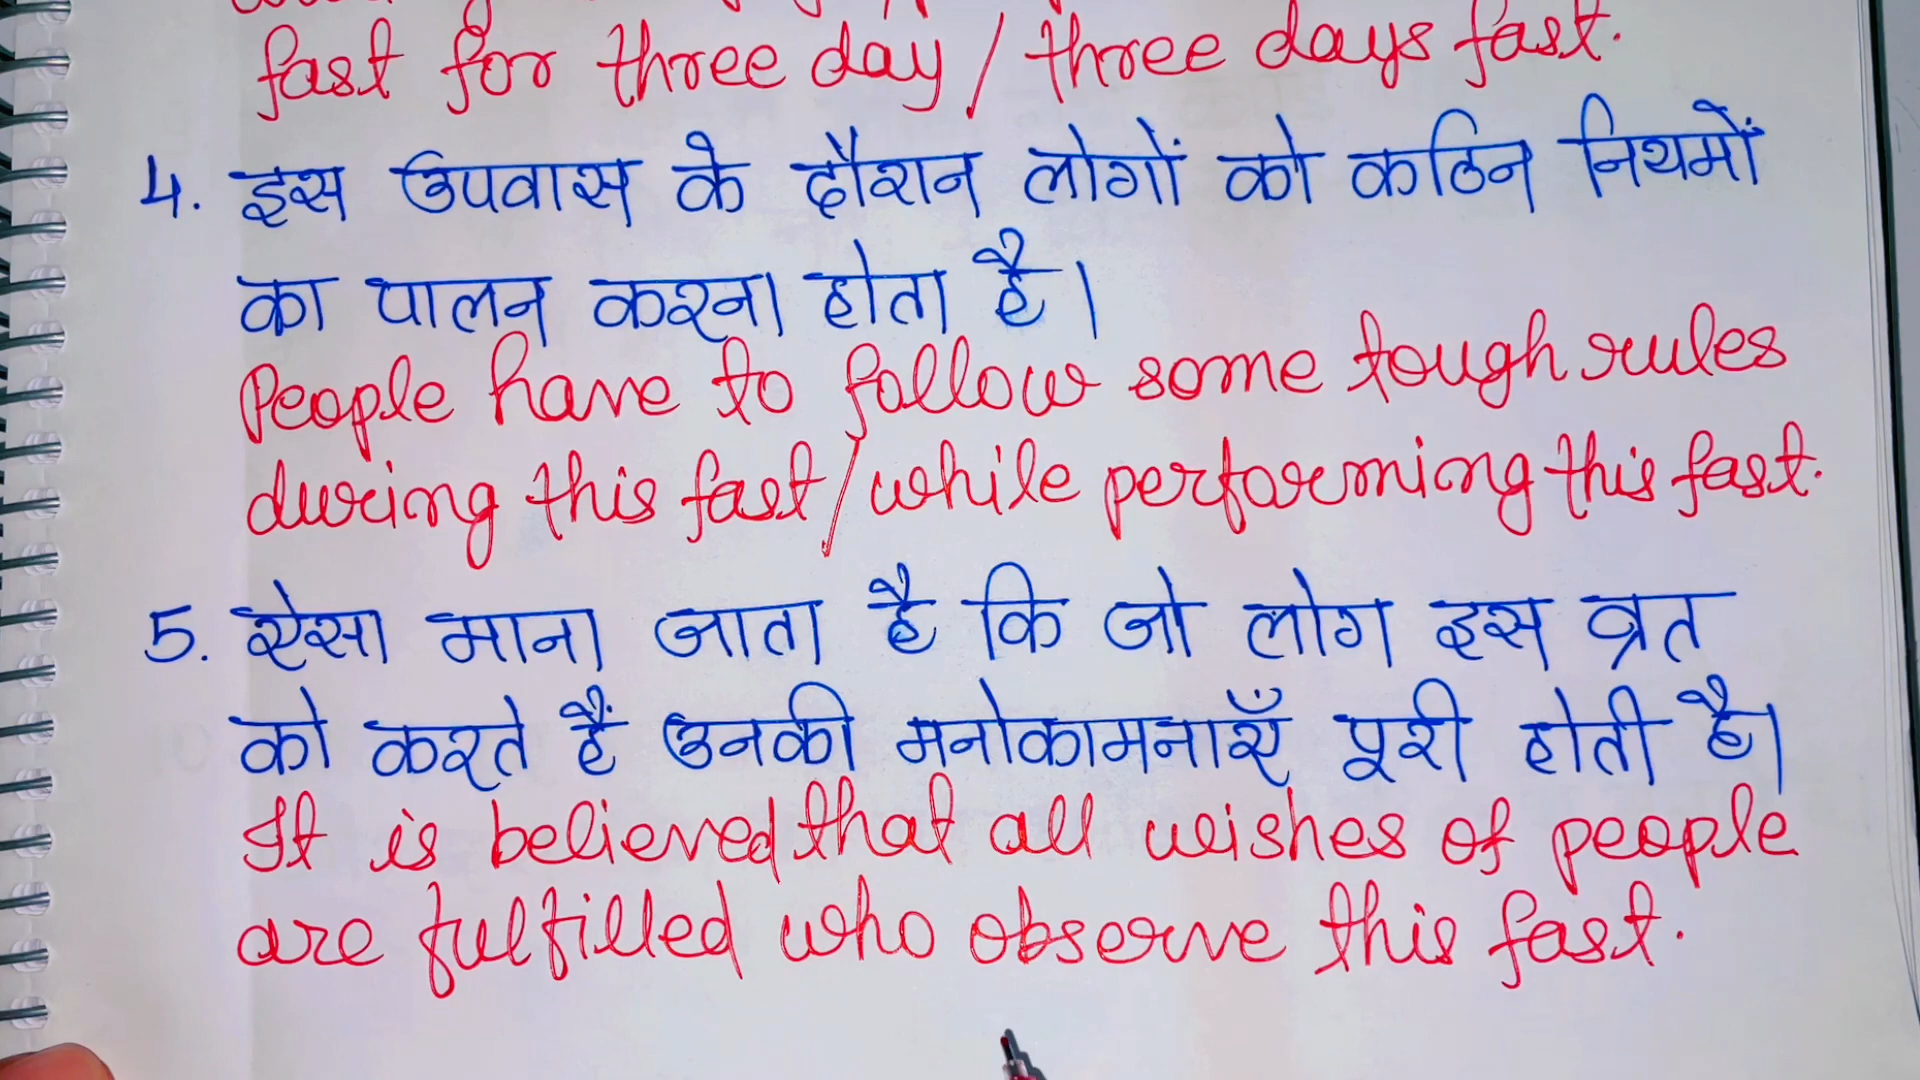 fast for three day / three days fast.
4. इस उपवास के दौरान लोगों को कठिन नियमों
का पालन करना होता है।
People have to follow some tough rules
during this fast / while performing this fast.
5. ऐसा माना जाता है कि जो लोग इस व्रत
को करते हैं उनकी मनोकामनाएँ पूरी होती है।
It is believed that all wishes of people
are fulfilled who observe this fast.